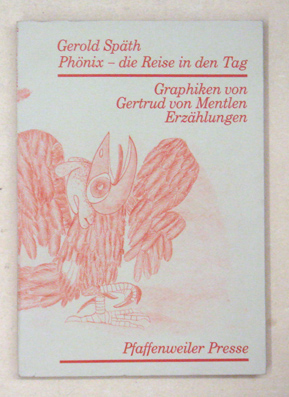 Gerold Späth
Phönix – die Reise in den Tag
Graphiken von
Gertrud von Mentlen
Erzählungen
Pfaffenweiler Presse